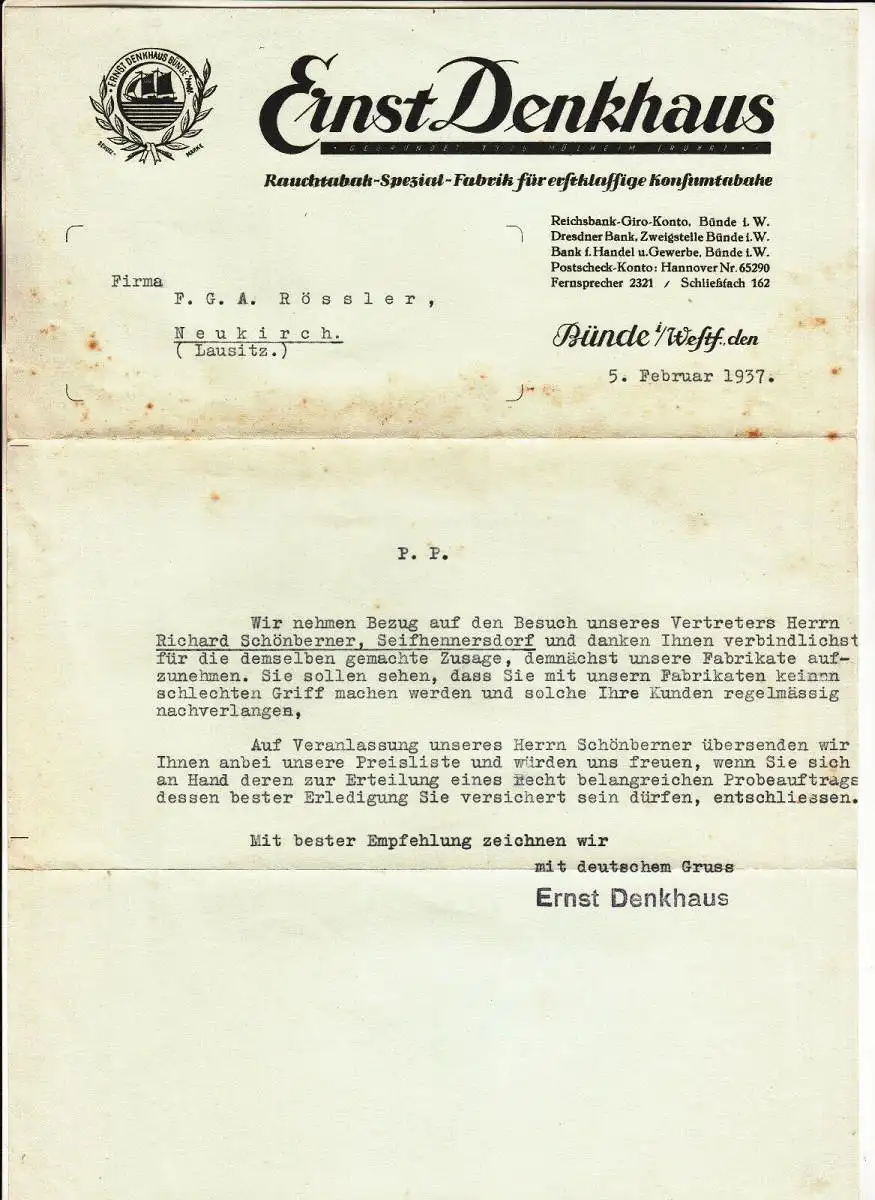 ERNST DENKHAUS BÜNDE i/Westf.
SCHUTZ-
MARKE
Ernst Denkhaus
GEGRÜNDET MÜLHEIM (RUHR)
Rauchtabak-Spezial-Fabrik für erstklassige Konsumtabake
Reichsbank-Giro-Konto, Bünde i. W.
Dresdner Bank, Zweigstelle Bünde i. W.
Bank f. Handel u. Gewerbe, Bünde i. W.
Postscheck-Konto: Hannover Nr. 65290
Fernsprecher 2321 / Schließfach 162
Firma
F. G. A. Rössler,
Neukirch.
( Lausitz.)
Bünde i/Westf., den
5. Februar 1937.
P. P.
Wir nehmen Bezug auf den Besuch unseres Vertreters Herrn
Richard Schönberner, Seifhennersdorf und danken Ihnen verbindlichst
für die demselben gemachte Zusage, demnächst unsere Fabrikate auf-
zunehmen. Sie sollen sehen, dass Sie mit unsern Fabrikaten keinen
schlechten Griff machen werden und solche Ihre Kunden regelmässig
nachverlangen,
Auf Veranlassung unseres Herrn Schönberner übersenden wir
Ihnen anbei unsere Preisliste und würden uns freuen, wenn Sie sich
an Hand deren zur Erteilung eines recht belangreichen Probeauftrags
dessen bester Erledigung Sie versichert sein dürfen, entschliessen.
Mit bester Empfehlung zeichnen wir
mit deutschem Gruss
Ernst Denkhaus